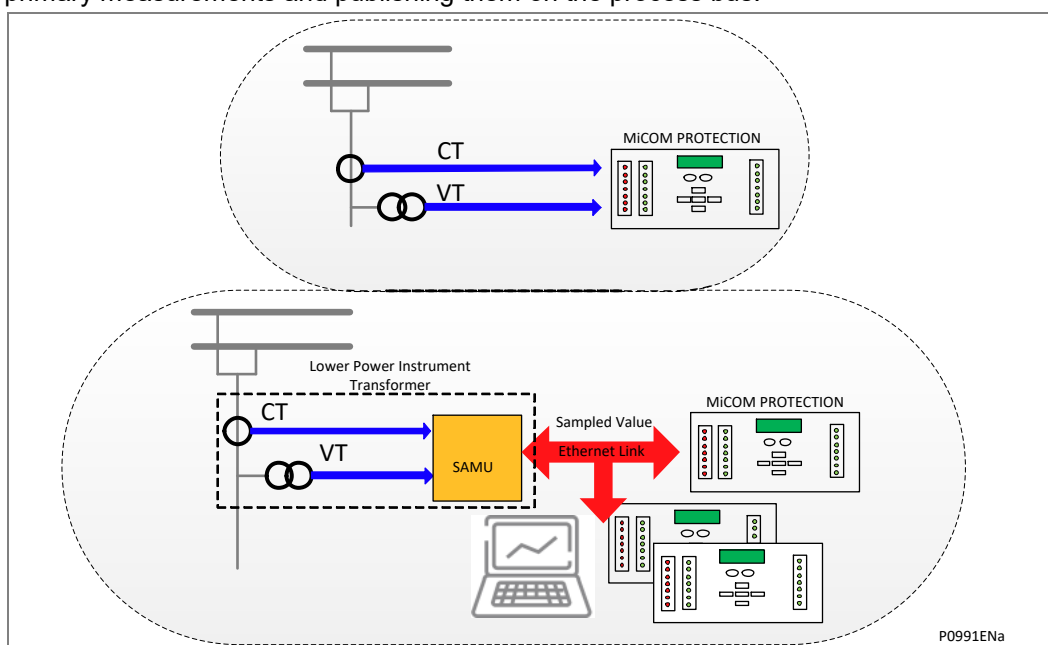 primary measurements and publishing them on the process bus.
MiCOM PROTECTION
CT
VT
Lower Power Instrument
Transformer
MiCOM PROTECTION
CT
Sampled Value
VT
Ethernet Link
SAMU
P0991ENa